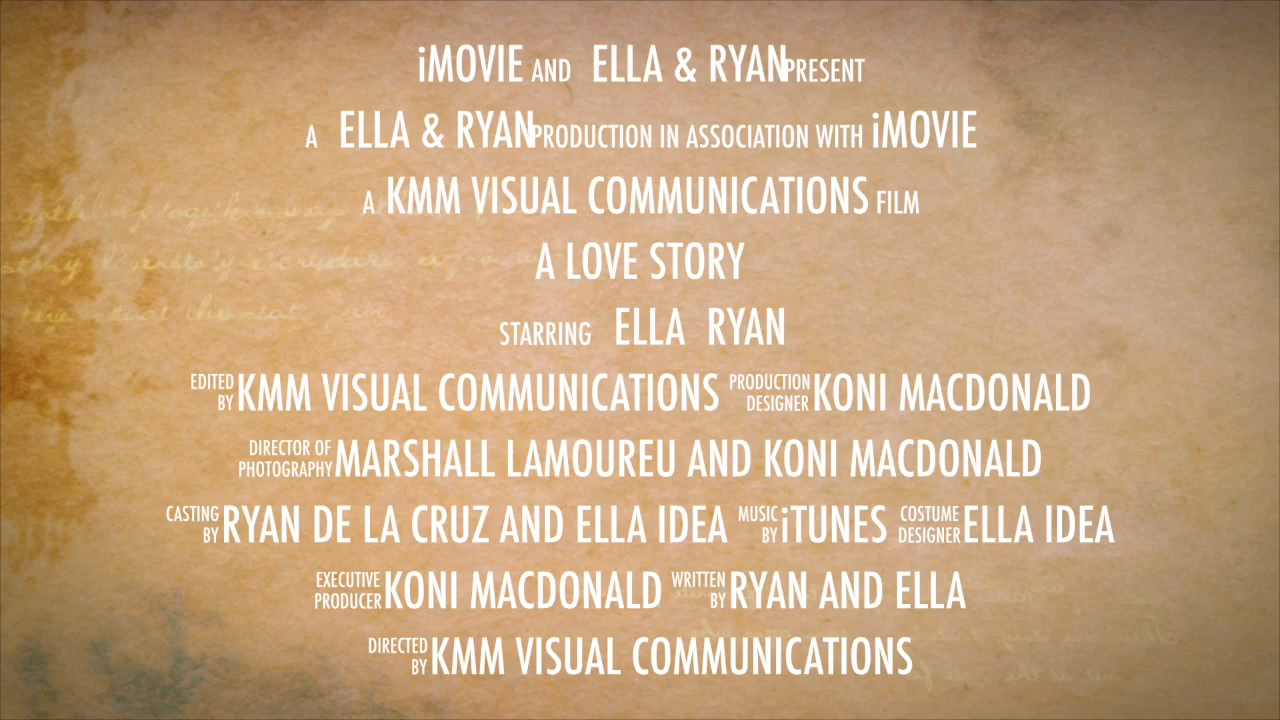 iMOVIE AND ELLA & RYAN PRESENT
A ELLA & RYAN PRODUCTION IN ASSOCIATION WITH iMOVIE
A KMM VISUAL COMMUNICATIONS FILM
A LOVE STORY
STARRING ELLA RYAN
EDITED BY KMM VISUAL COMMUNICATIONS PRODUCTION DESIGNER KONI MACDONALD
DIRECTOR OF PHOTOGRAPHY MARSHALL LAMOUREU AND KONI MACDONALD
CASTING BY RYAN DE LA CRUZ AND ELLA IDEA MUSIC BY iTUNES COSTUME DESIGNER ELLA IDEA
EXECUTIVE PRODUCER KONI MACDONALD WRITTEN BY RYAN AND ELLA
DIRECTED BY KMM VISUAL COMMUNICATIONS